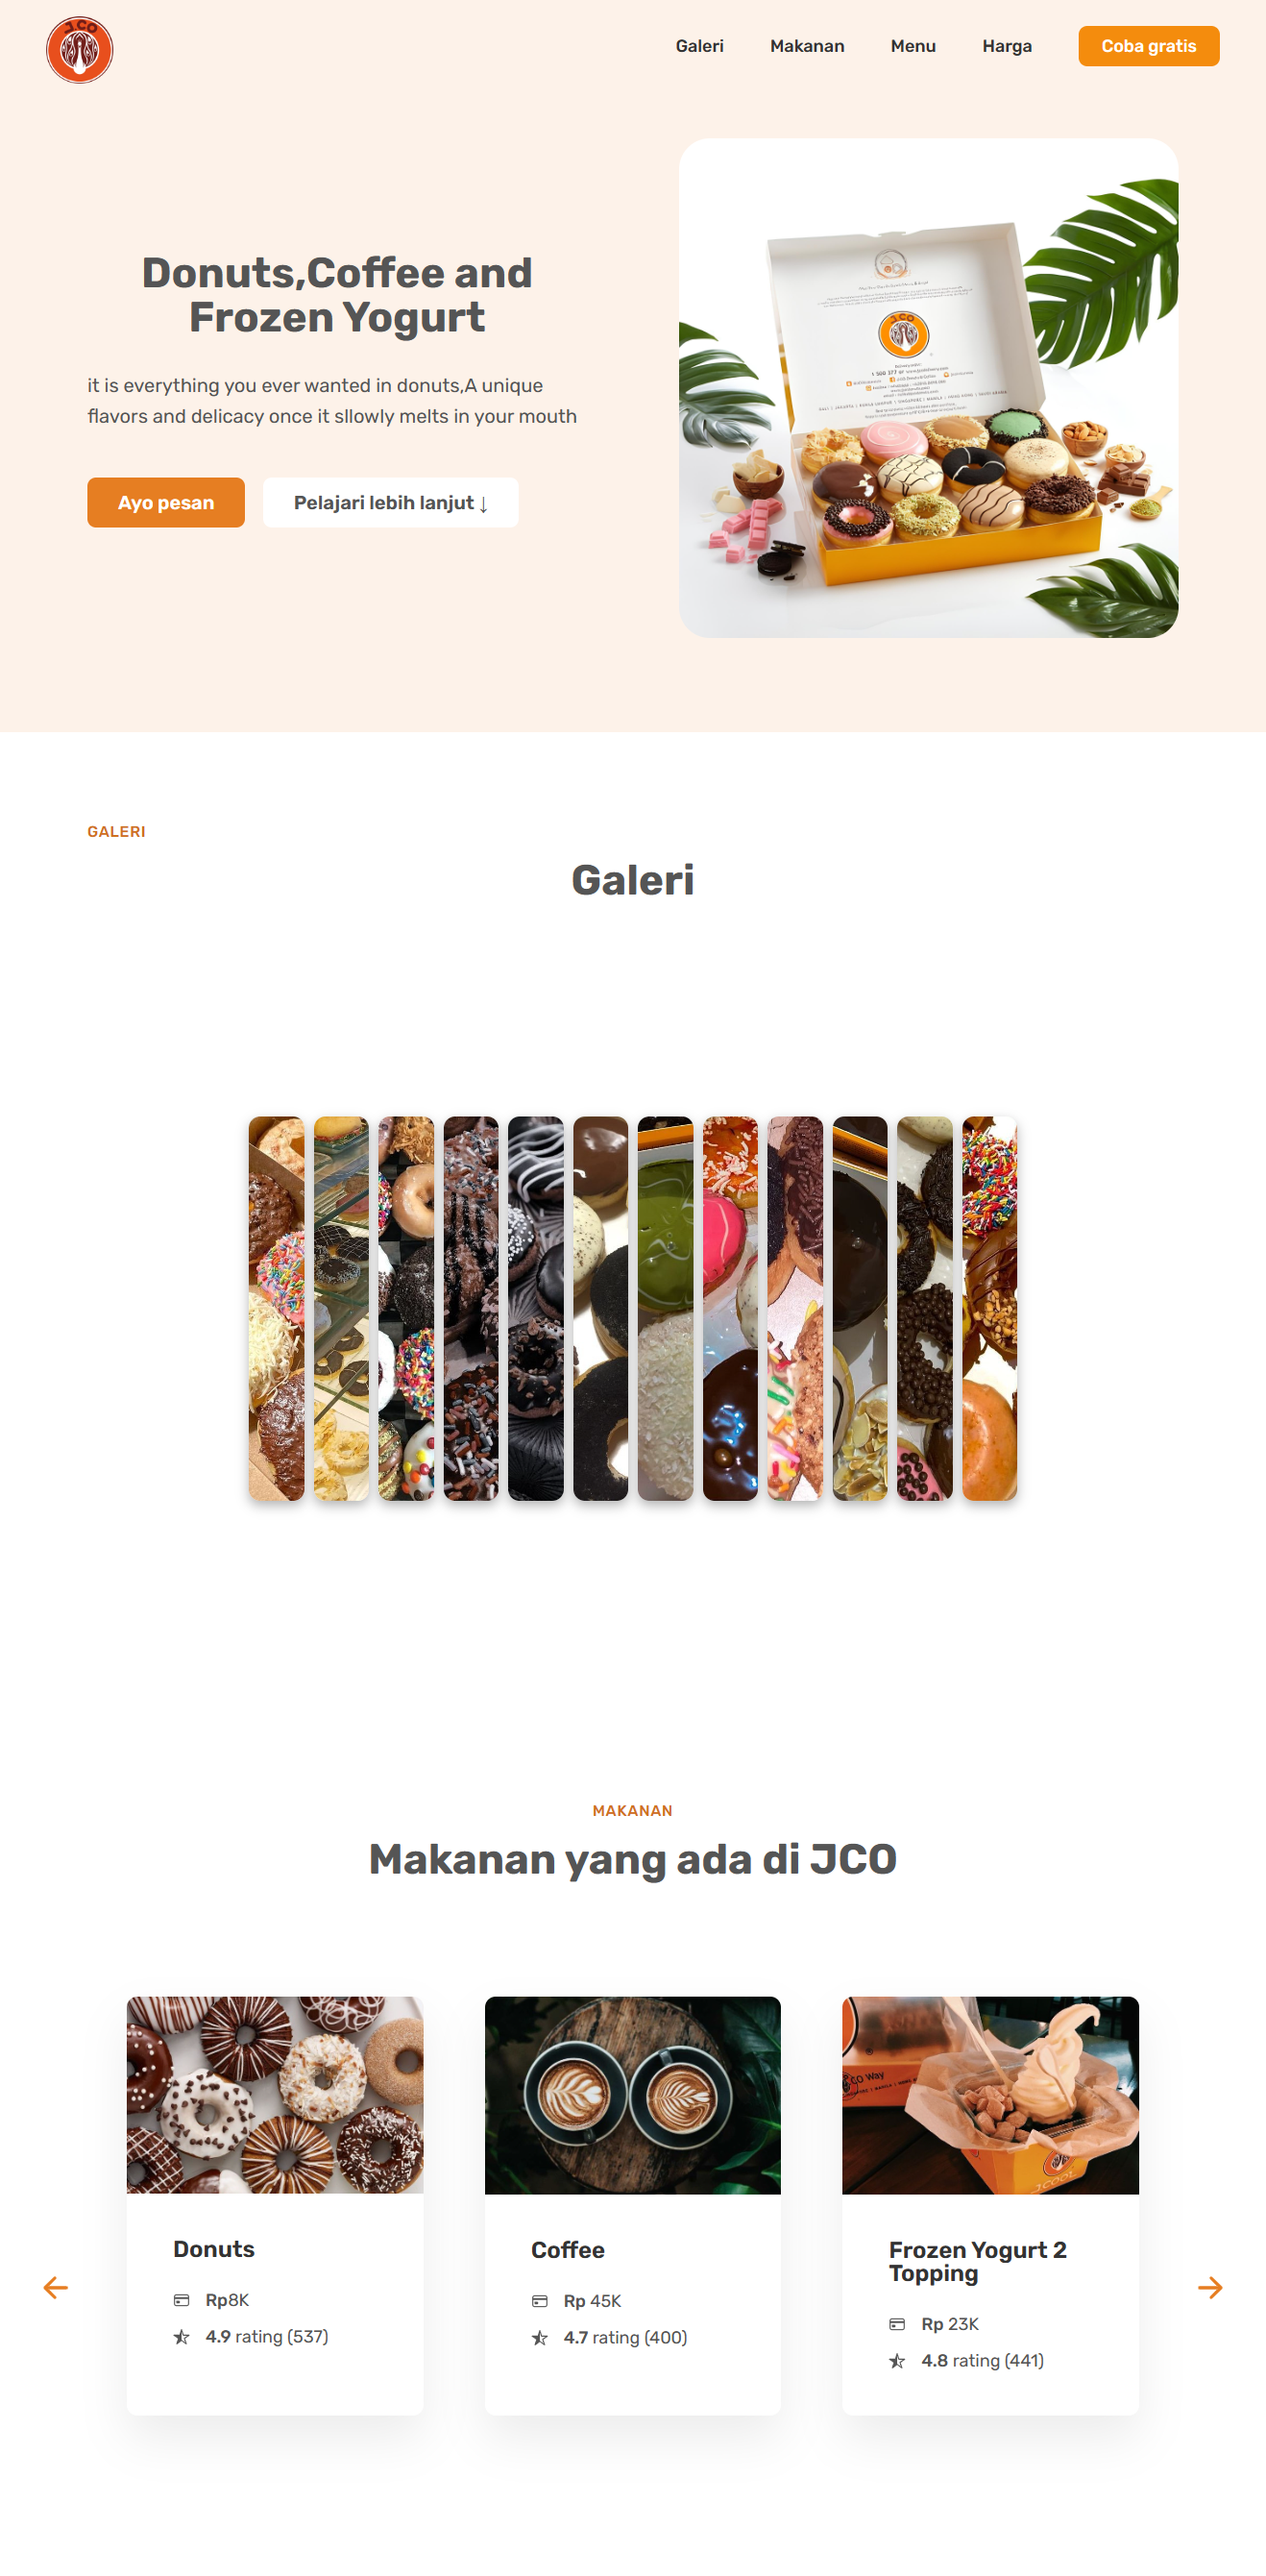 J.CO
Galeri
Makanan
Menu
Harga
Coba gratis
Donuts,Coffee and
Frozen Yogurt
it is everything you ever wanted in donuts,A unique
flavors and delicacy once it sllowly melts in your mouth
Ayo pesan
Pelajari lebih lanjut ↓
J.CO
GALERI
Galeri
MAKANAN
Makanan yang ada di JCO
CO Way
Donuts
Rp8K
4.9 rating (537)
Coffee
Rp 45K
4.7 rating (400)
Frozen Yogurt 2
Topping
Rp 23K
4.8 rating (441)